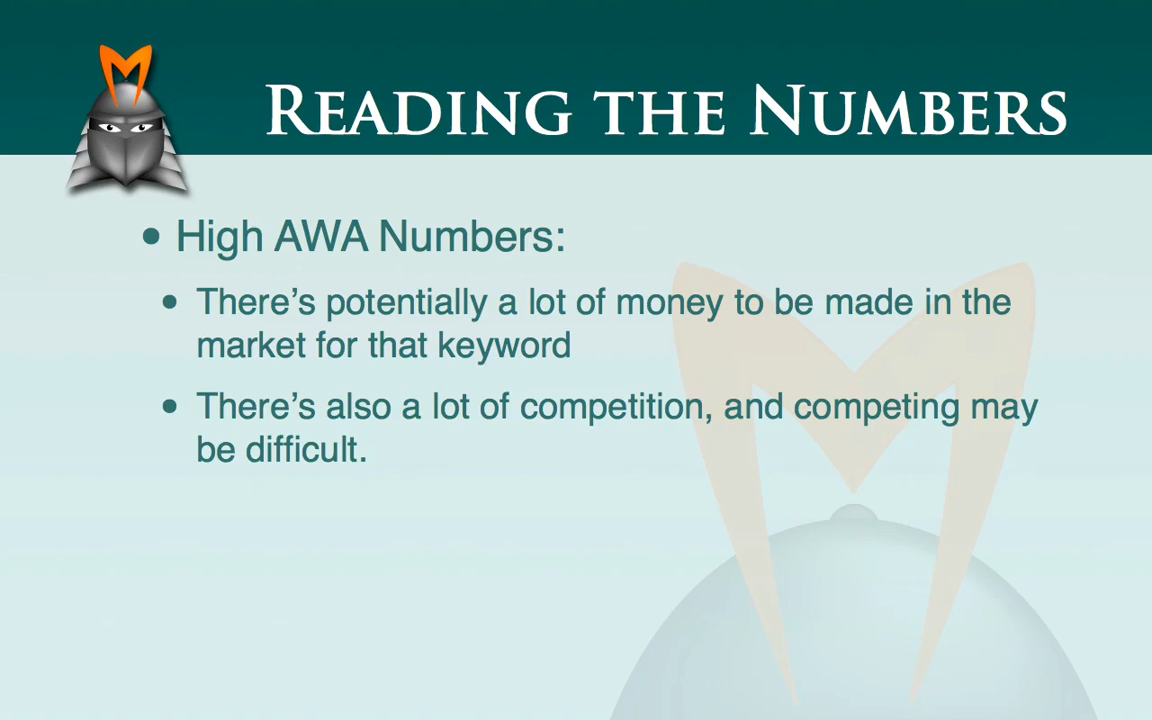 READING THE NUMBERS
• High AWA Numbers:
• There's potentially a lot of money to be made in the
market for that keyword
• There's also a lot of competition, and competing may
be difficult.